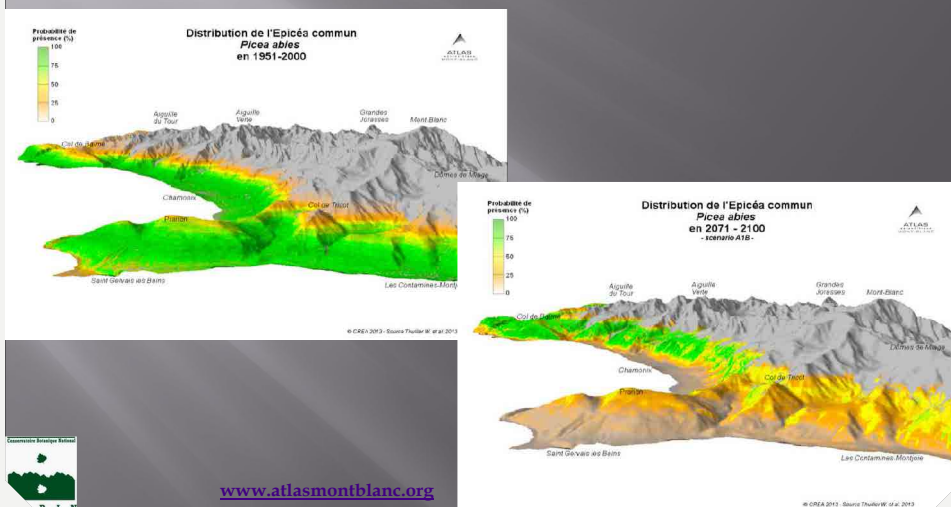 Probabilité de
présence (%)
100
75
50
25
0
Distribution de l'Epicéa commun
Picea abies
en 1951-2000
ATLAS
Aiguille
du Tour
Aiguille
Verte
Grandes
Jorasses
Mont-Blanc
Col de Balme
Dômes de Miage
Chamonix
Col de Tricot
Prarion
Saint Gervais les Bains
Les Contamines-Montj
© CREA 2013 - Source Thuiller W. et al. 2013
Probabilité de
présence (%)
100
75
50
25
0
Distribution de l'Epicéa commun
Picea abies
en 2071 - 2100
- scenario A1B -
ATLAS
Aiguille
du Tour
Aiguille
Verte
Grandes
Jorasses
Mont-Blanc
Col de Balme
Dômes de Miage
Chamonix
Col de Tricot
Prarion
Saint Gervais les Bains
Les Contamines-Montjoie
© CREA 2013 - Source Thuiller W. et al. 2013
Conservatoire Botanique National
www.atlasmontblanc.org